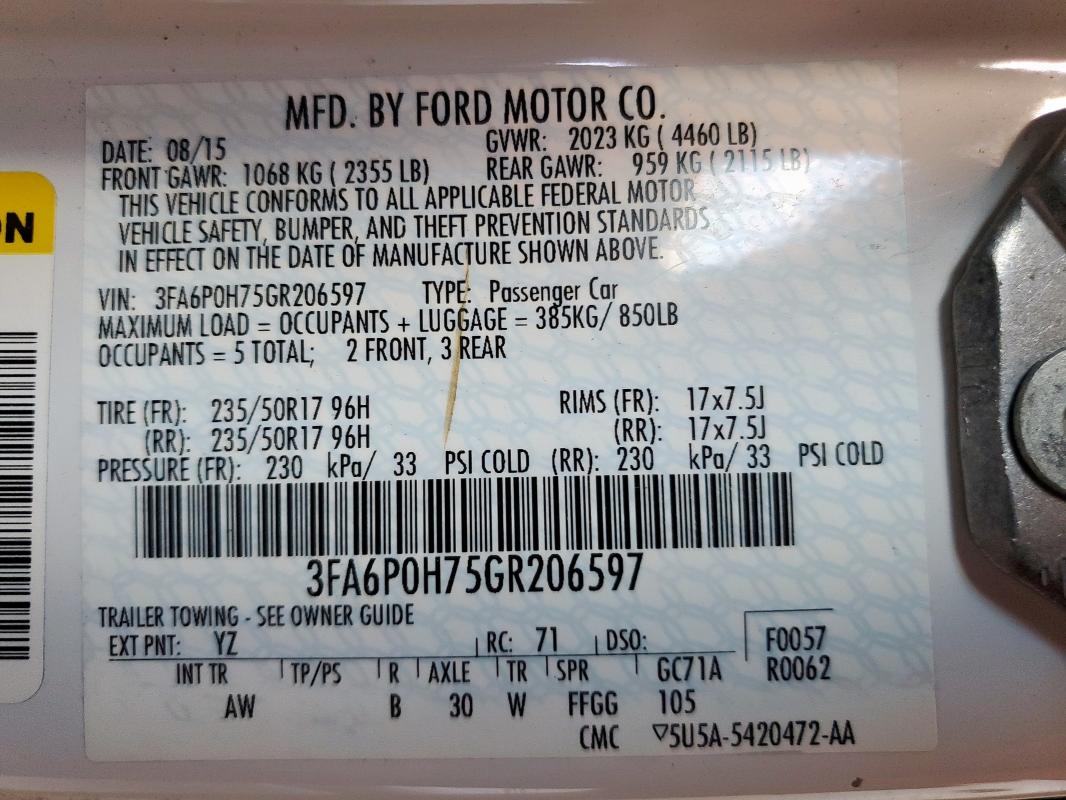 MFD. BY FORD MOTOR CO.
DATE: 08/15 GVWR: 2023 KG ( 4460 LB)
FRONT GAWR: 1068 KG ( 2355 LB) REAR GAWR: 959 KG ( 2115 LB)
THIS VEHICLE CONFORMS TO ALL APPLICABLE FEDERAL MOTOR
VEHICLE SAFETY, BUMPER, AND THEFT PREVENTION STANDARDS
IN EFFECT ON THE DATE OF MANUFACTURE SHOWN ABOVE.
VIN: 3FA6P0H75GR206597 TYPE: Passenger Car
MAXIMUM LOAD = OCCUPANTS + LUGGAGE = 385KG/ 850LB
OCCUPANTS = 5 TOTAL; 2 FRONT, 3 REAR
TIRE (FR): 235/50R17 96H RIMS (FR): 17x7.5J
(RR): 235/50R17 96H (RR): 17x7.5J
PRESSURE (FR): 230 kPa/ 33 PSI COLD (RR): 230 kPa/ 33 PSI COLD
3FA6P0H75GR206597
TRAILER TOWING - SEE OWNER GUIDE
EXT PNT: YZ RC: 71 DSO: F0057
INT TR TP/PS R AXLE TR SPR GC71A R0062
AW B 30 W FFGG 105
CMC ▽5U5A-5420472-AA